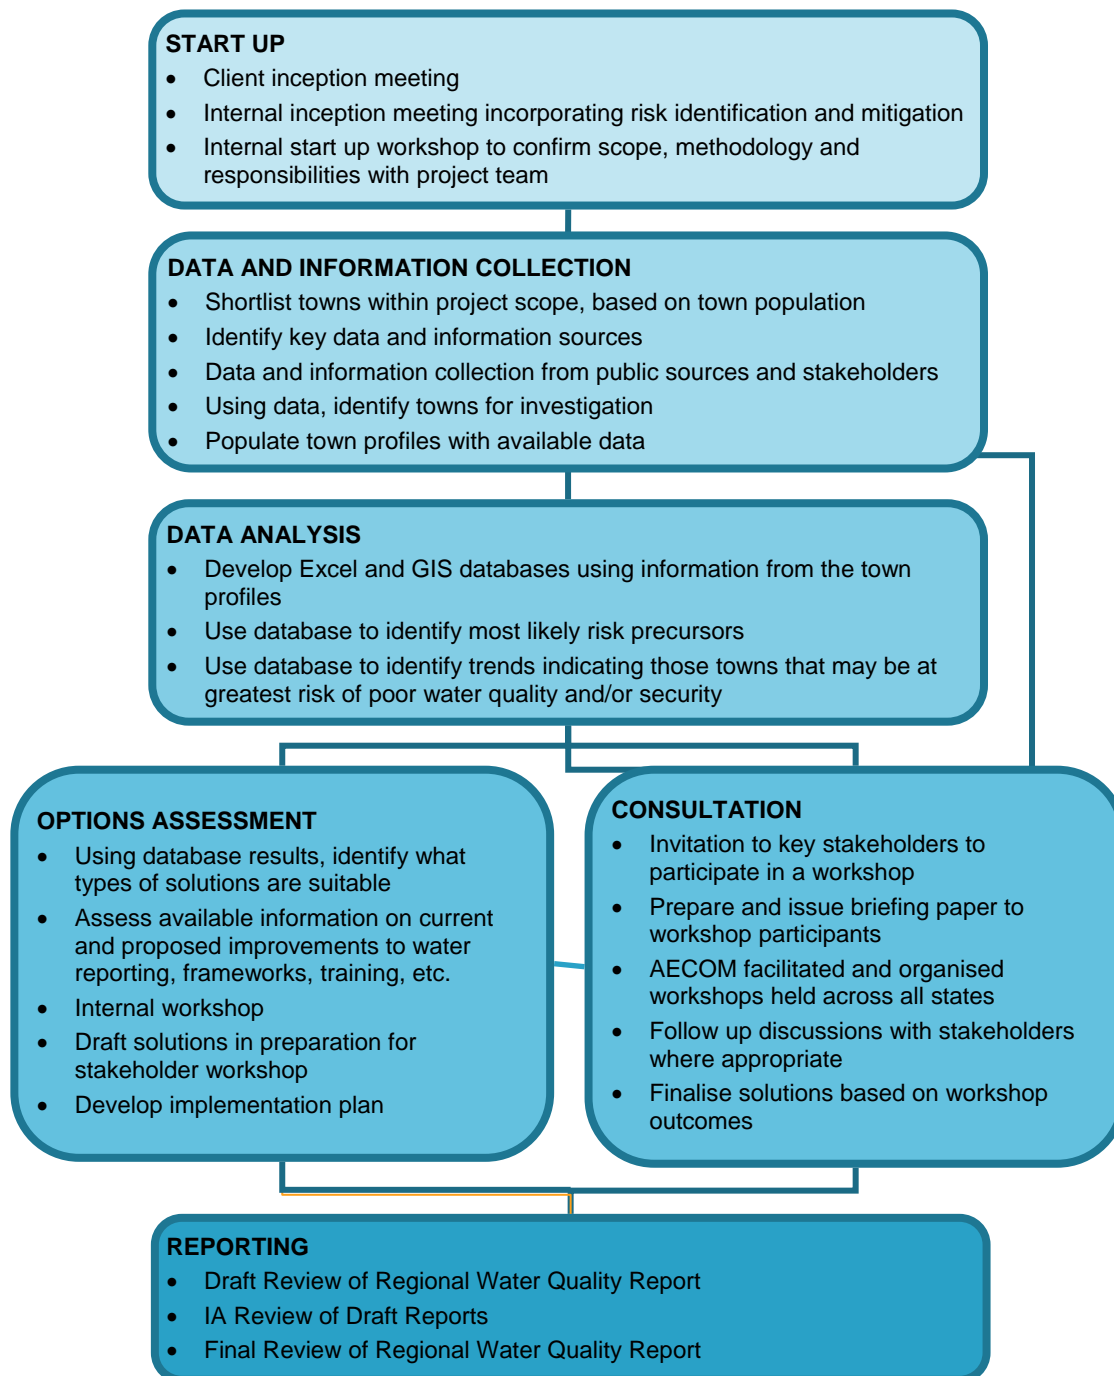 START UP
• Client inception meeting
• Internal inception meeting incorporating risk identification and mitigation
• Internal start up workshop to confirm scope, methodology and
responsibilities with project team
DATA AND INFORMATION COLLECTION
• Shortlist towns within project scope, based on town population
• Identify key data and information sources
• Data and information collection from public sources and stakeholders
• Using data, identify towns for investigation
• Populate town profiles with available data
DATA ANALYSIS
• Develop Excel and GIS databases using information from the town
profiles
• Use database to identify most likely risk precursors
• Use database to identify trends indicating those towns that may be at
greatest risk of poor water quality and/or security
OPTIONS ASSESSMENT
• Using database results, identify what
types of solutions are suitable
• Assess available information on current
and proposed improvements to water
reporting, frameworks, training, etc.
• Internal workshop
• Draft solutions in preparation for
stakeholder workshop
• Develop implementation plan
CONSULTATION
• Invitation to key stakeholders to
participate in a workshop
• Prepare and issue briefing paper to
workshop participants
• AECOM facilitated and organised
workshops held across all states
• Follow up discussions with stakeholders
where appropriate
• Finalise solutions based on workshop
outcomes
REPORTING
• Draft Review of Regional Water Quality Report
• IA Review of Draft Reports
• Final Review of Regional Water Quality Report